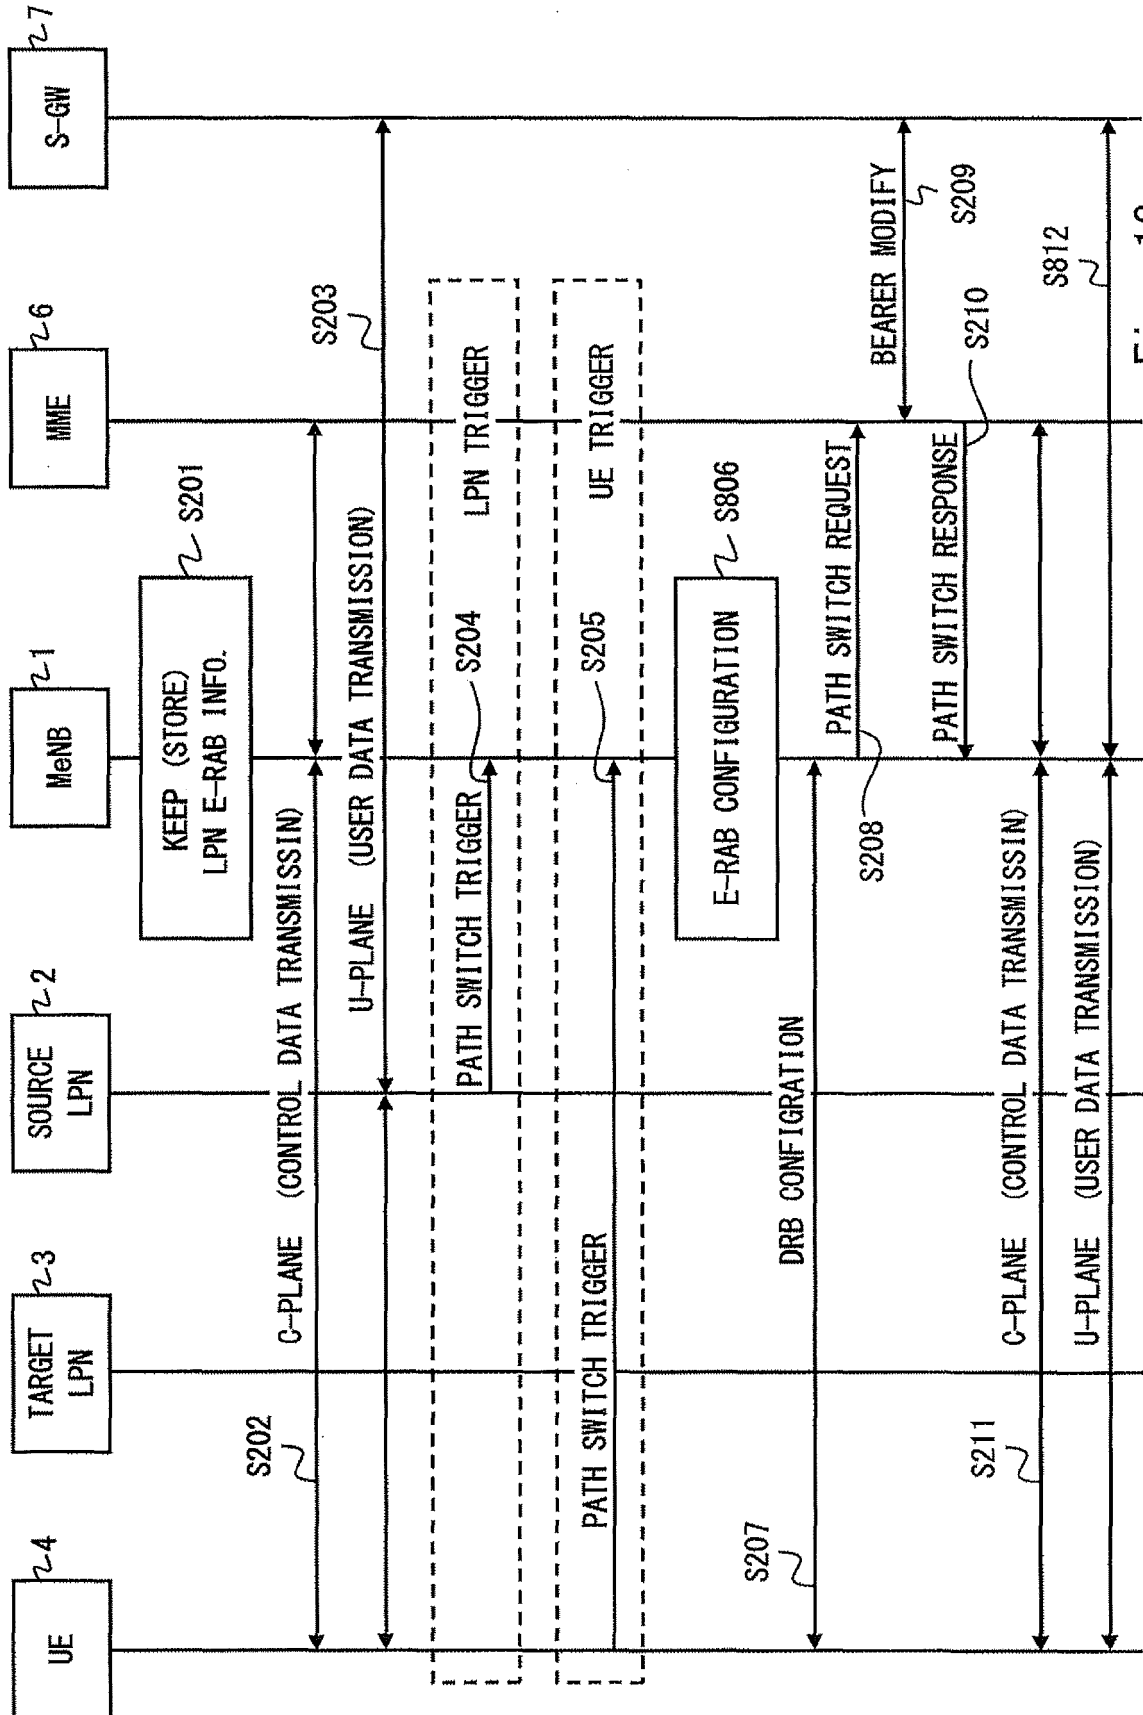 UE
4
TARGET
LPN
3
SOURCE
LPN
2
MeNB
1
MME
6
S-GW
7
KEEP (STORE)
LPN E-RAB INFO.
S201
S202
C-PLANE (CONTROL DATA TRANSMISSIN)
U-PLANE (USER DATA TRANSMISSION)
S203
PATH SWITCH TRIGGER
S204
LPN TRIGGER
PATH SWITCH TRIGGER
S205
UE TRIGGER
E-RAB CONFIGURATION
S806
S207
DRB CONFIGRATION
S208
PATH SWITCH REQUEST
BEARER MODIFY
S209
PATH SWITCH RESPONSE
S210
S211
C-PLANE (CONTROL DATA TRANSMISSIN)
U-PLANE (USER DATA TRANSMISSION)
S812